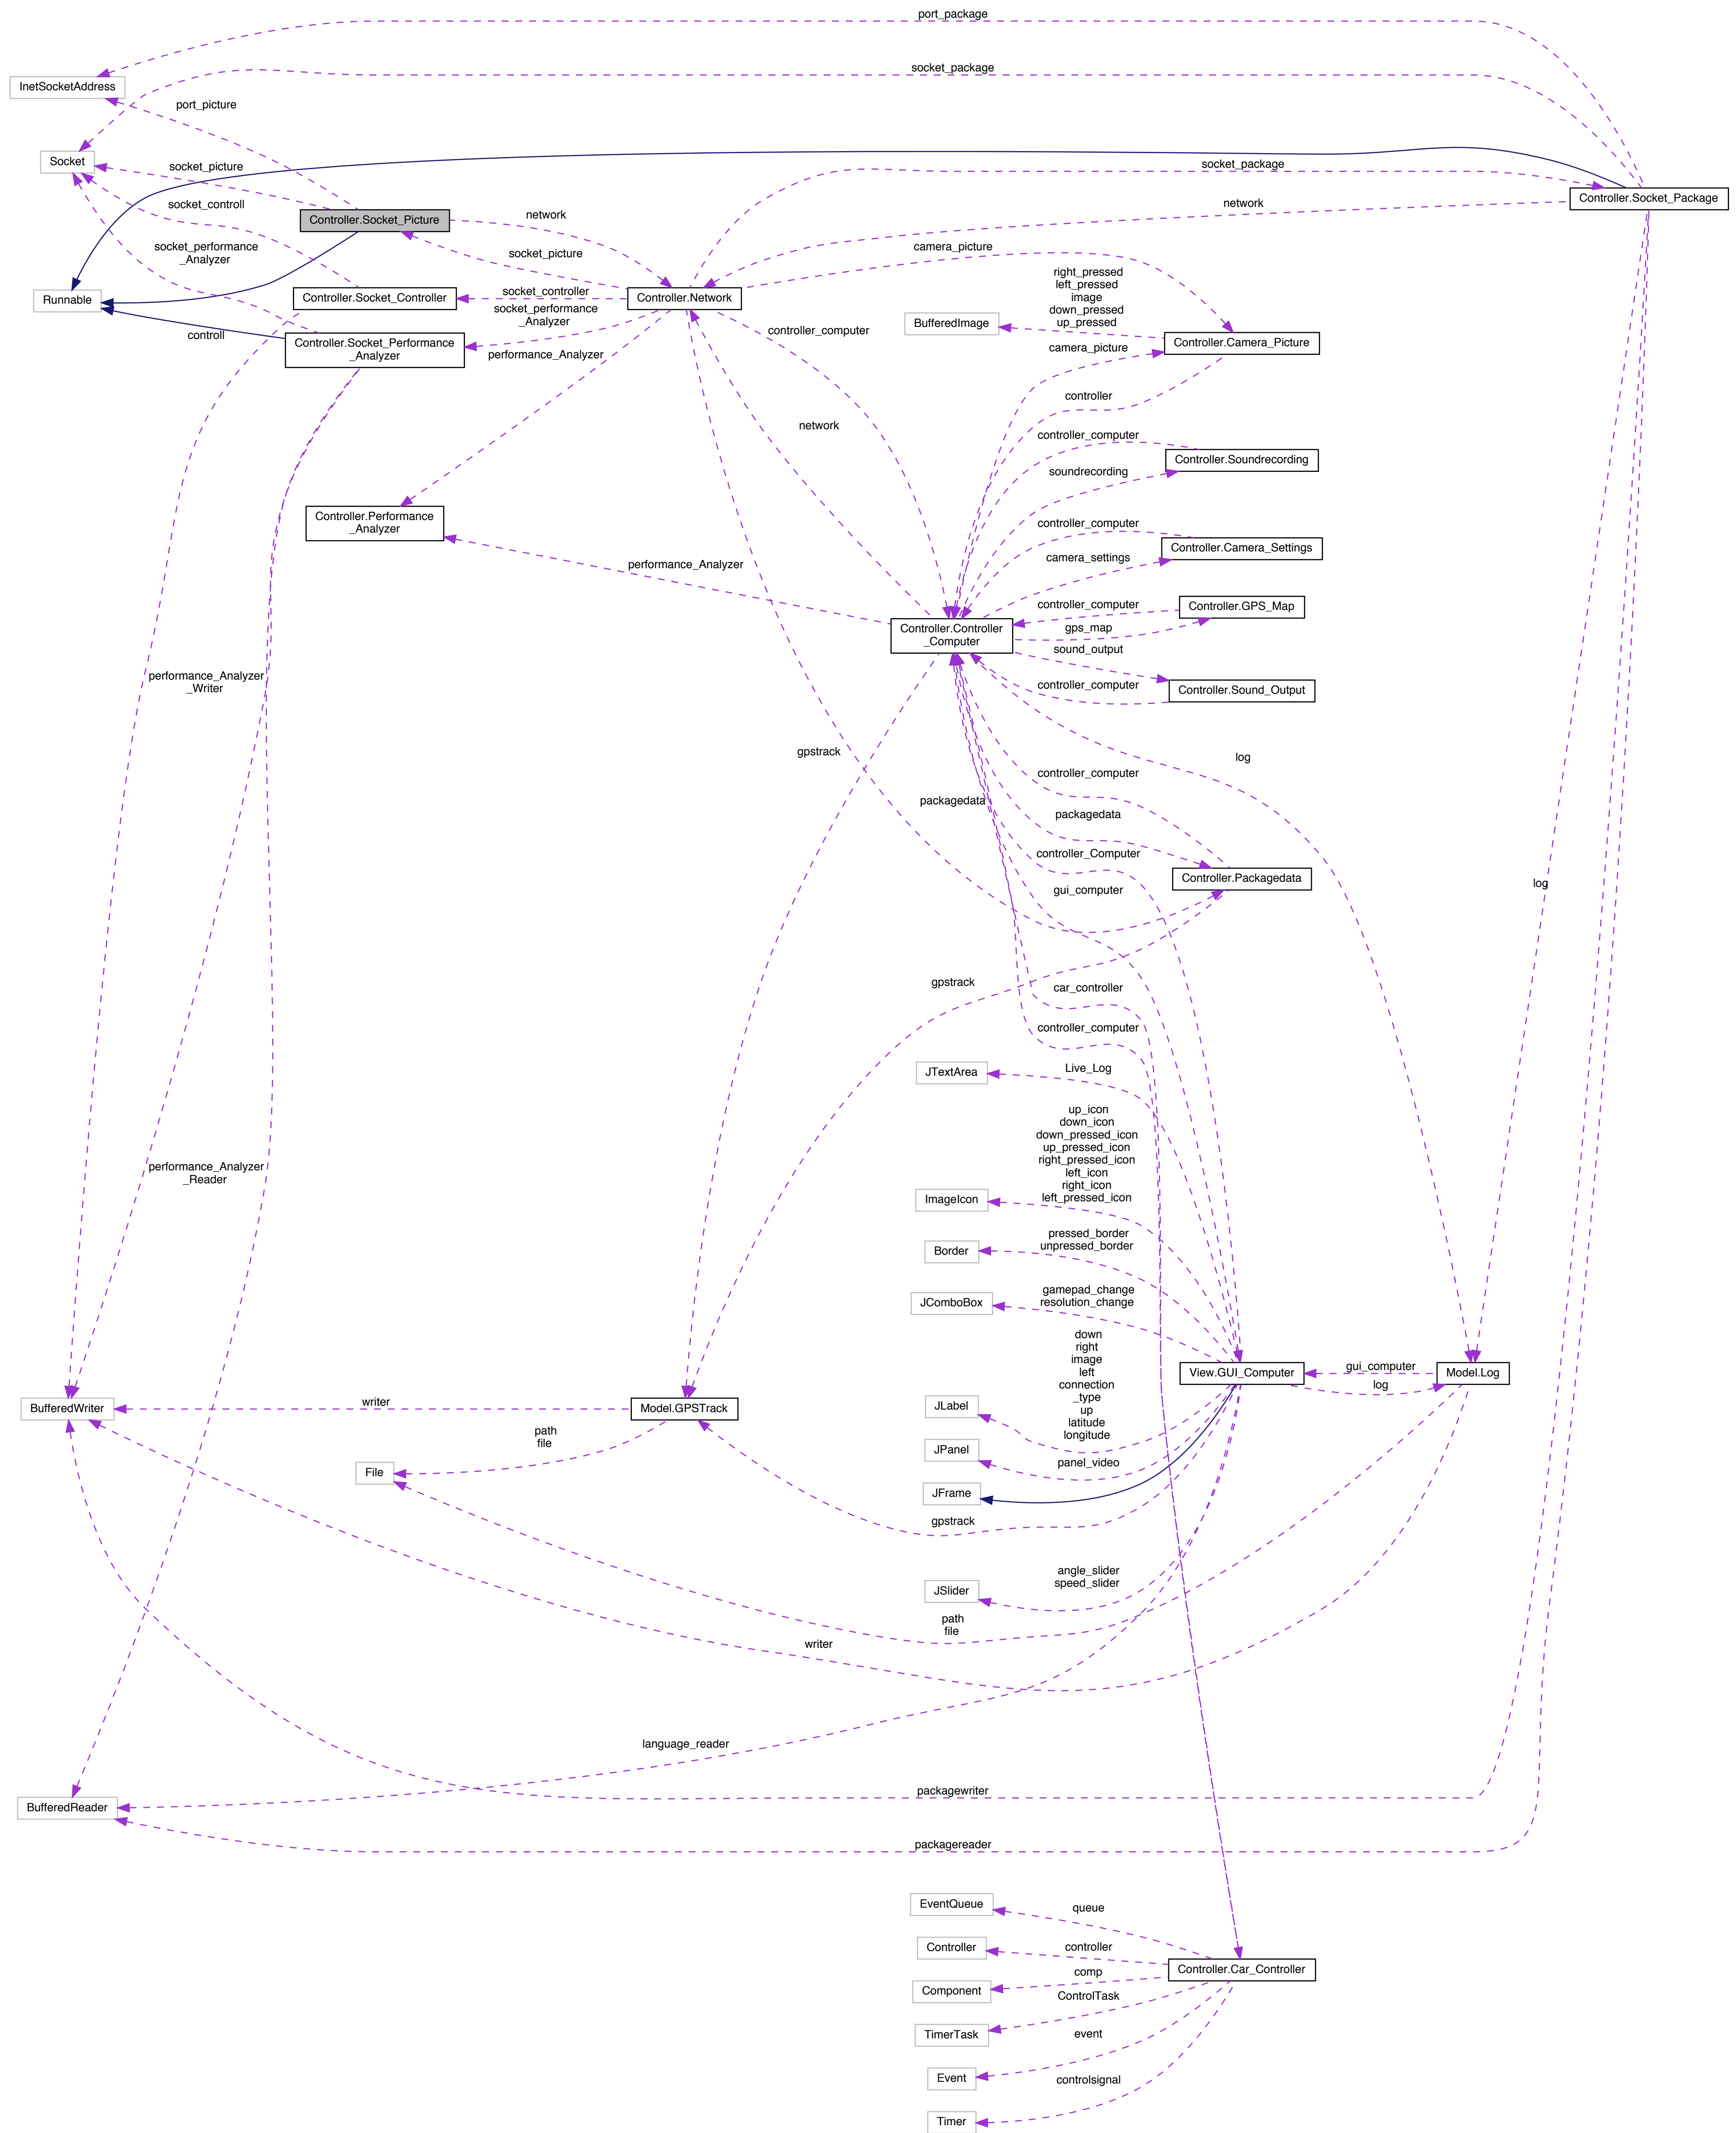 port_package
socket_package
InetSocketAddress
port_picture
Socket
socket_picture
socket_package
Controller.Socket_Package
socket_controll
network
Controller.Socket_Picture
network
socket_performance
_Analyzer
socket_picture
camera_picture
right_pressed
left_pressed
image
down_pressed
up_pressed
Runnable
Controller.Socket_Controller
socket_controller
Controller.Network
socket_performance
_Analyzer
controll
controller_computer
BufferedImage
Controller.Socket_Performance
_Analyzer
performance_Analyzer
camera_picture
Controller.Camera_Picture
controller
network
controller_computer
Controller.Soundrecording
soundrecording
Controller.Performance
_Analyzer
controller_computer
Controller.Camera_Settings
camera_settings
performance_Analyzer
controller_computer
Controller.GPS_Map
Controller.Controller
_Computer
gps_map
sound_output
performance_Analyzer
_Writer
controller_computer
Controller.Sound_Output
gpstrack
log
controller_computer
packagedata
packagedata
controller_Computer
Controller.Packagedata
log
gui_computer
gpstrack
car_controller
controller_computer
JTextArea
Live_Log
up_icon
down_icon
down_pressed_icon
up_pressed_icon
right_pressed_icon
left_icon
right_icon
left_pressed_icon
performance_Analyzer
_Reader
ImageIcon
pressed_border
unpressed_border
Border
gamepad_change
resolution_change
JComboBox
down
right
image
left
connection
_type
up
latitude
longitude
View.GUI_Computer
gui_computer
log
Model.Log
BufferedWriter
writer
Model.GPSTrack
JLabel
path
file
JPanel
panel_video
File
JFrame
gpstrack
JSlider
angle_slider
speed_slider
path
file
writer
language_reader
packagewriter
BufferedReader
packagereader
EventQueue
queue
Controller
controller
Controller.Car_Controller
comp
Component
ControlTask
TimerTask
event
Event
controlsignal
Timer